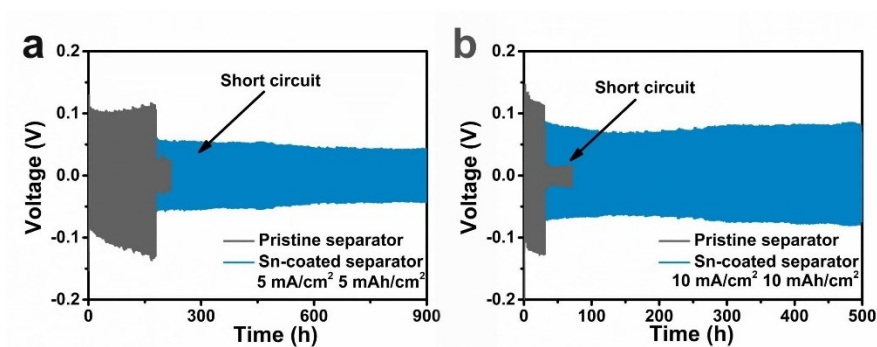 a
Short circuit
Voltage (V)
0.2
0.1
0.0
-0.1
-0.2
Pristine separator
Sn-coated separator
5 mA/cm² 5 mAh/cm²
0 300 600 900
Time (h)
b
Short circuit
Voltage (V)
0.2
0.1
0.0
-0.1
-0.2
Pristine separator
Sn-coated separator
10 mA/cm² 10 mAh/cm²
0 100 200 300 400 500
Time (h)